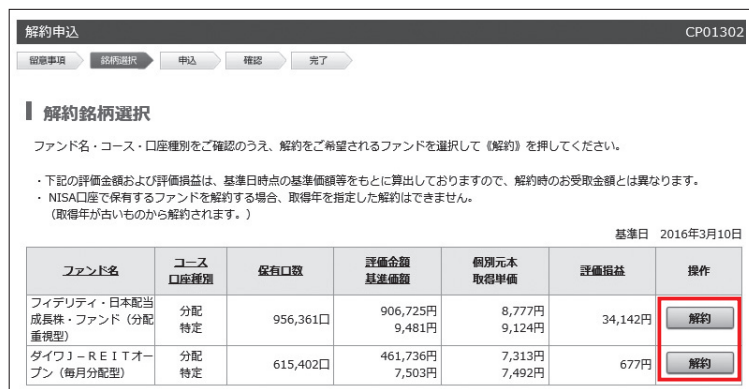 解約申込 CP01302
留意事項 銘柄選択 申込 確認 完了
解約銘柄選択
ファンド名・コース・口座種別をご確認のうえ、解約をご希望されるファンドを選択して《解約》を押してください。
・下記の評価金額および評価損益は、基準日時点の基準価額等をもとに算出しておりますので、解約時のお受取金額とは異なります。
・NISA口座で保有するファンドを解約する場合、取得年を指定した解約はできません。
（取得年が古いものから解約されます。）
基準日 2016年3月10日
ファンド名 コース 保有口数 評価金額 個別元本 評価損益 操作
口座種別 基準価額 取得単価
フィデリティ・日本配当 分配 956,361口 906,725円 8,777円 34,142円 解約
成長株・ファンド（分配 特定 9,481円 9,124円
重視型）
ダイワＪ－ＲＥＩＴオー 分配 615,402口 461,736円 7,313円 677円 解約
プン（毎月分配型） 特定 7,503円 7,492円